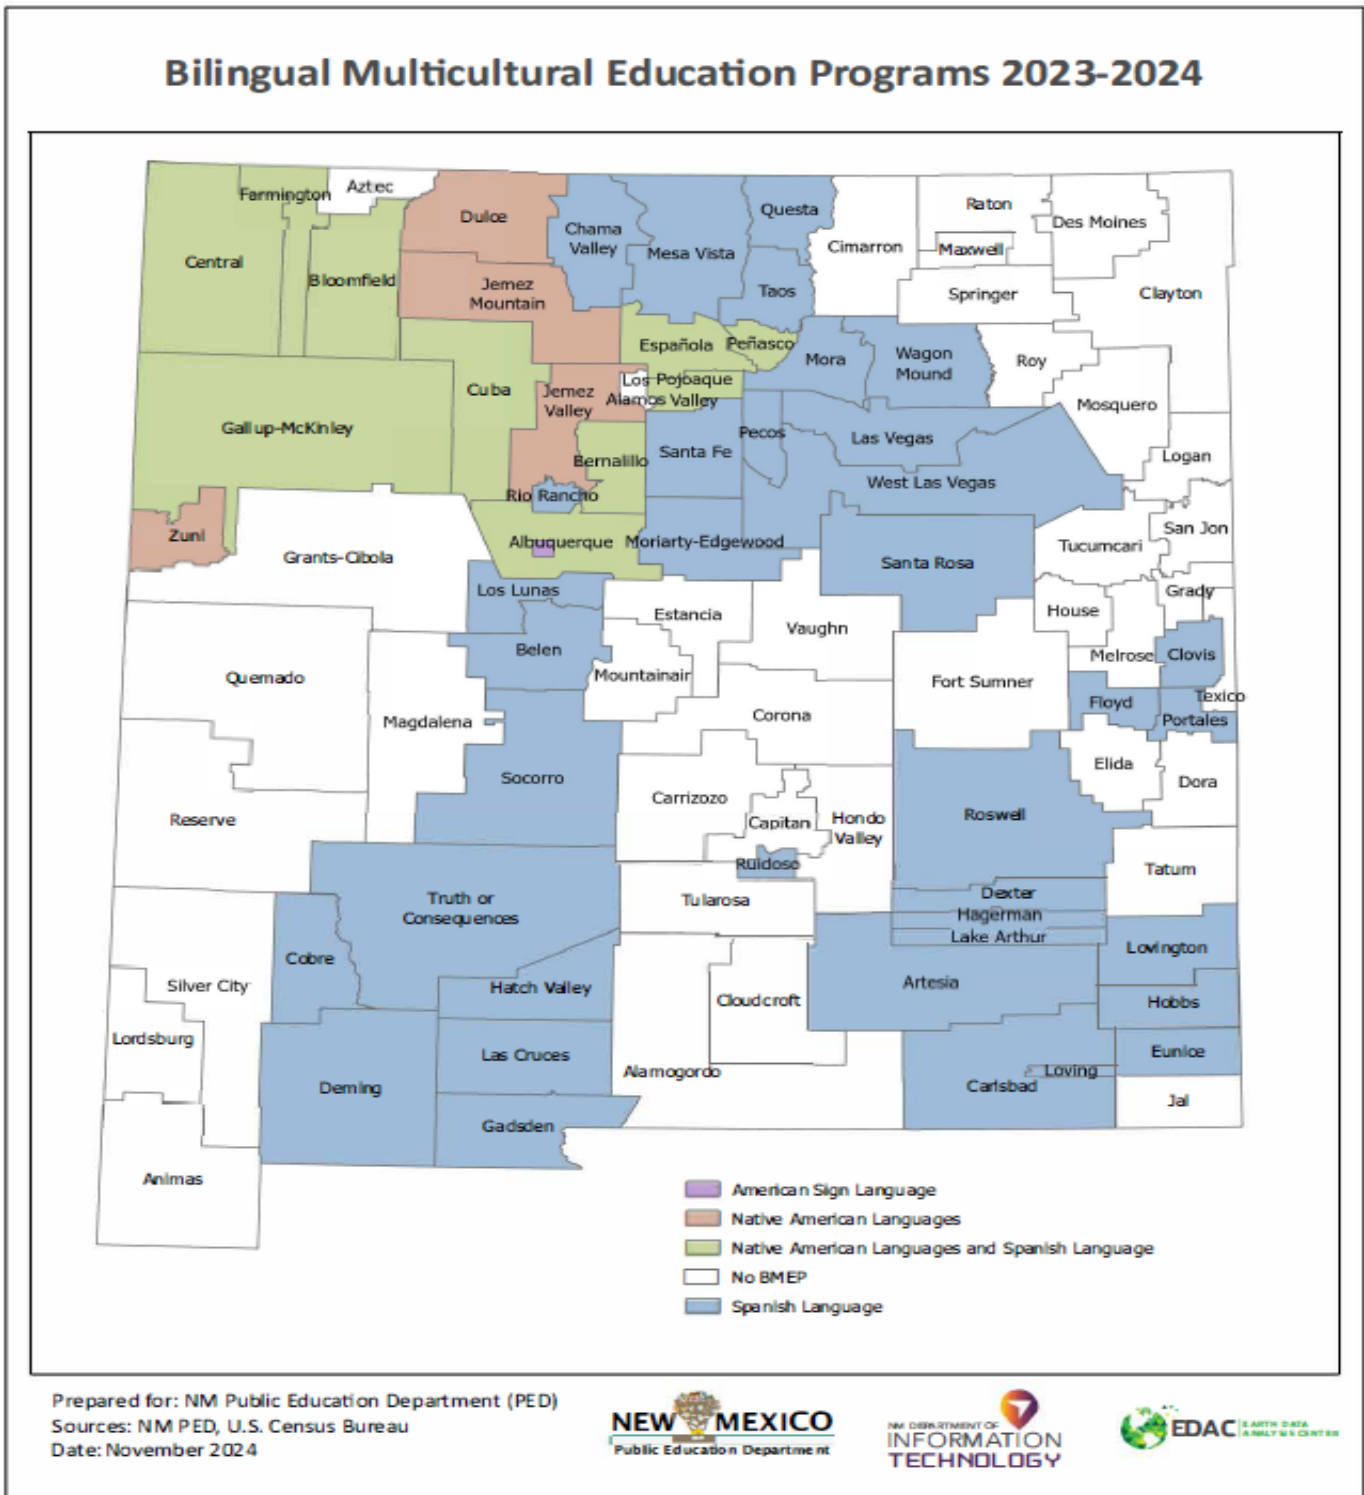 Bilingual Multicultural Education Programs 2023-2024
Farmington
Aztec
Dulce
Chama
Valley
Mesa Vista
Questa
Cimarron
Raton
Des Moines
Central
Bloomfield
Maxwell
Jemez
Mountain
Taos
Springer
Clayton
Española
Peñasco
Mora
Wagon
Mound
Roy
Cuba
Jemez
Valley
Los
Alamos
Pojoaque
Valley
Mosquero
Gallup-McKinley
Bernalillo
Santa Fe
Pecos
Las Vegas
Logan
West Las Vegas
Rio Rancho
Zuni
Grants-Cibola
Albuquerque
Moriarty-Edgewood
Santa Rosa
Tucumcari
San Jon
Los Lunas
Estancia
Vaughn
House
Grady
Belen
Mountainair
Melrose
Clovis
Quemado
Fort Sumner
Floyd
Texico
Magdalena
Corona
Portales
Socorro
Elida
Dora
Reserve
Carrizozo
Capitan
Hondo
Valley
Roswell
Ruidoso
Tatum
Truth or
Consequences
Tularosa
Dexter
Hagerman
Lake Arthur
Cobre
Lovington
Silver City
Hatch Valley
Cloudcroft
Artesia
Hobbs
Lordsburg
Las Cruces
Alamogordo
Eunice
Deming
Loving
Carlsbad
Jal
Gadsden
Animas
American Sign Language
Native American Languages
Native American Languages and Spanish Language
No BMEP
Spanish Language
Prepared for: NM Public Education Department (PED)
Sources: NM PED, U.S. Census Bureau
Date: November 2024
NEW MEXICO
Public Education Department
NM DEPARTMENT OF
INFORMATION
TECHNOLOGY
EDAC
EARTH DATA
ANALYSIS CENTER